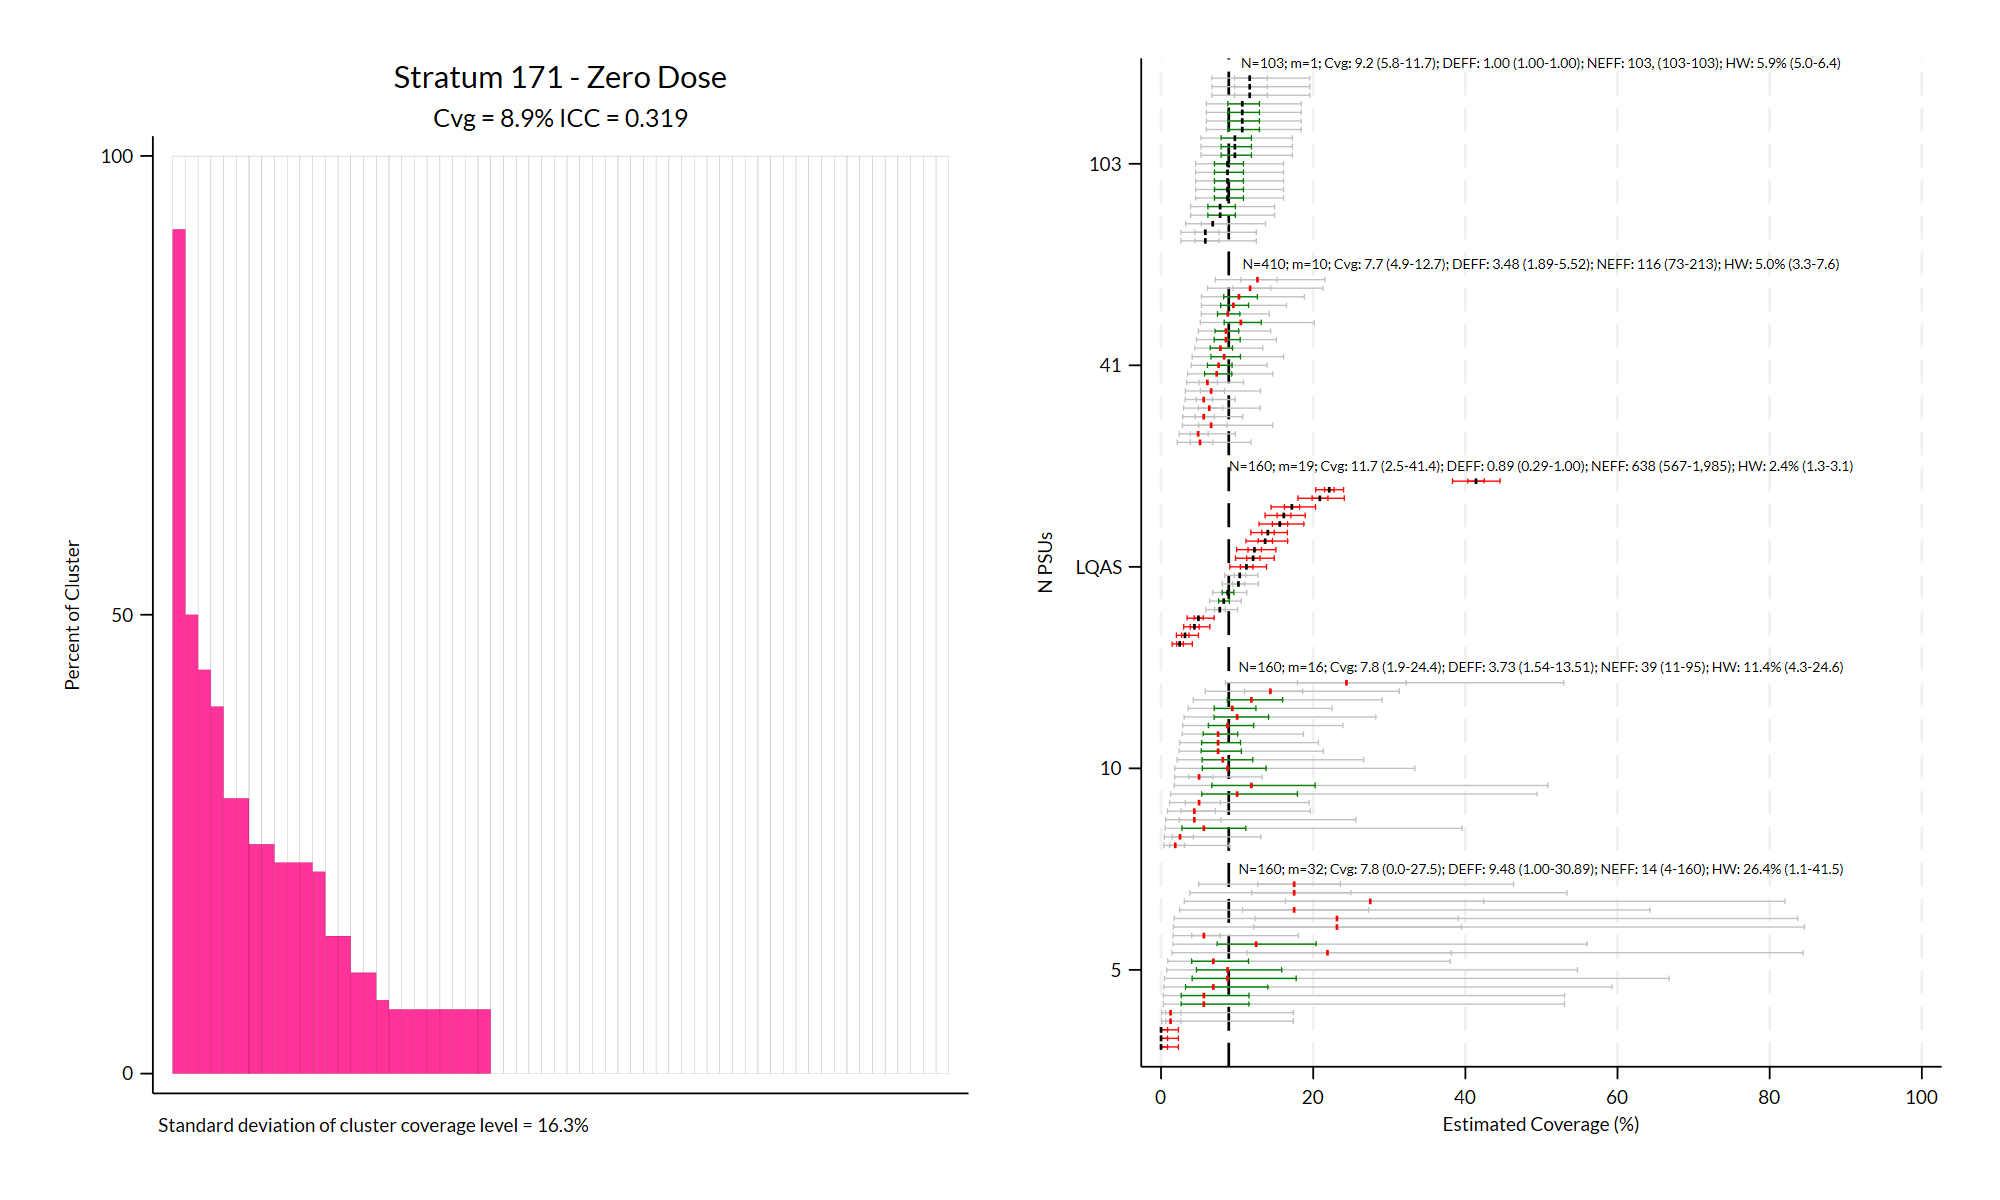 Stratum 171 - Zero Dose
Cvg = 8.9% ICC = 0.319
100
50
0
Percent of Cluster
Standard deviation of cluster coverage level = 16.3%
N=103; m=1; Cvg: 9.2 (5.8-11.7); DEFF: 1.00 (1.00-1.00); NEFF: 103, (103-103); HW: 5.9% (5.0-6.4)
103
N=410; m=10; Cvg: 7.7 (4.9-12.7); DEFF: 3.48 (1.89-5.52); NEFF: 116 (73-213); HW: 5.0% (3.3-7.6)
41
N=160; m=19; Cvg: 11.7 (2.5-41.4); DEFF: 0.89 (0.29-1.00); NEFF: 638 (567-1,985); HW: 2.4% (1.3-3.1)
LQAS
N=160; m=16; Cvg: 7.8 (1.9-24.4); DEFF: 3.73 (1.54-13.51); NEFF: 39 (11-95); HW: 11.4% (4.3-24.6)
10
N=160; m=32; Cvg: 7.8 (0.0-27.5); DEFF: 9.48 (1.00-30.89); NEFF: 14 (4-160); HW: 26.4% (1.1-41.5)
5
N PSUs
0 20 40 60 80 100
Estimated Coverage (%)